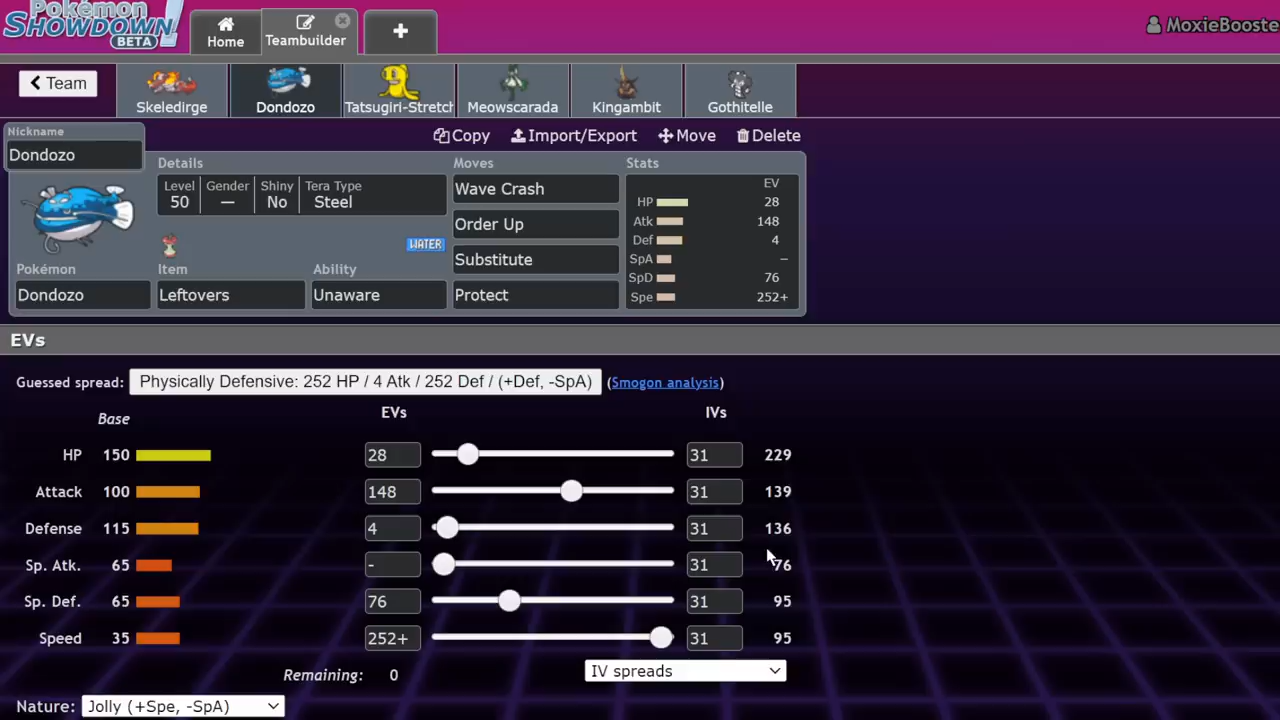 Pokémon
SHOWDOWN!
BETA
Home
Teambuilder
+
MoxieBooste
Team
Skeledirge
Dondozo
Tatsugiri-Stretch
Meowscarada
Kingambit
Gothitelle
Nickname
Dondozo
Copy
Import/Export
Move
Delete
Details
Level Gender Shiny Tera Type
50 — No Steel
WATER
Pokémon Item Ability
Dondozo Leftovers Unaware
Moves
Wave Crash
Order Up
Substitute
Protect
Stats
EV
HP 28
Atk 148
Def 4
SpA –
SpD 76
Spe 252+
EVs
Guessed spread: Physically Defensive: 252 HP / 4 Atk / 252 Def / (+Def, -SpA) (Smogon analysis)
Base EVs IVs
HP 150 28 31 229
Attack 100 148 31 139
Defense 115 4 31 136
Sp. Atk. 65 - 31 76
Sp. Def. 65 76 31 95
Speed 35 252+ 31 95
Remaining: 0 IV spreads
Nature: Jolly (+Spe, -SpA)